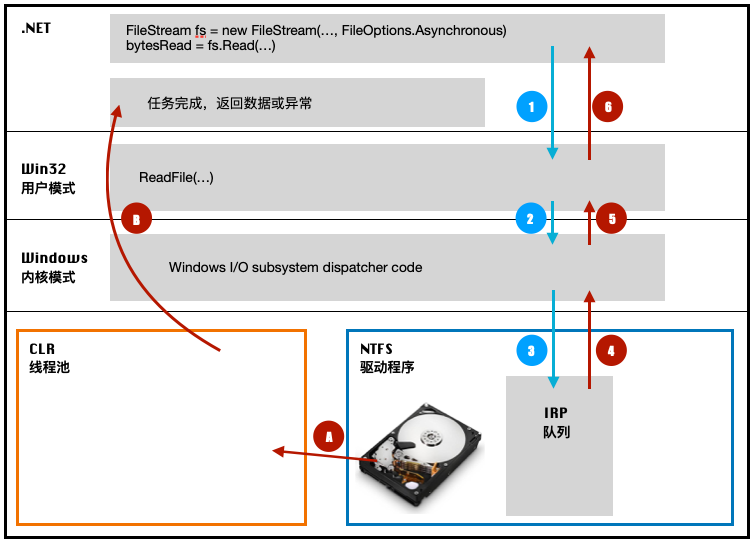 .NET
FileStream fs = new FileStream(…, FileOptions.Asynchronous)
bytesRead = fs.Read(…)
任务完成，返回数据或异常
1
6
Win32
用户模式
ReadFile(…)
B
2
5
Windows
内核模式
Windows I/O subsystem dispatcher code
CLR
线程池
NTFS
驱动程序
3
4
IRP
队列
A